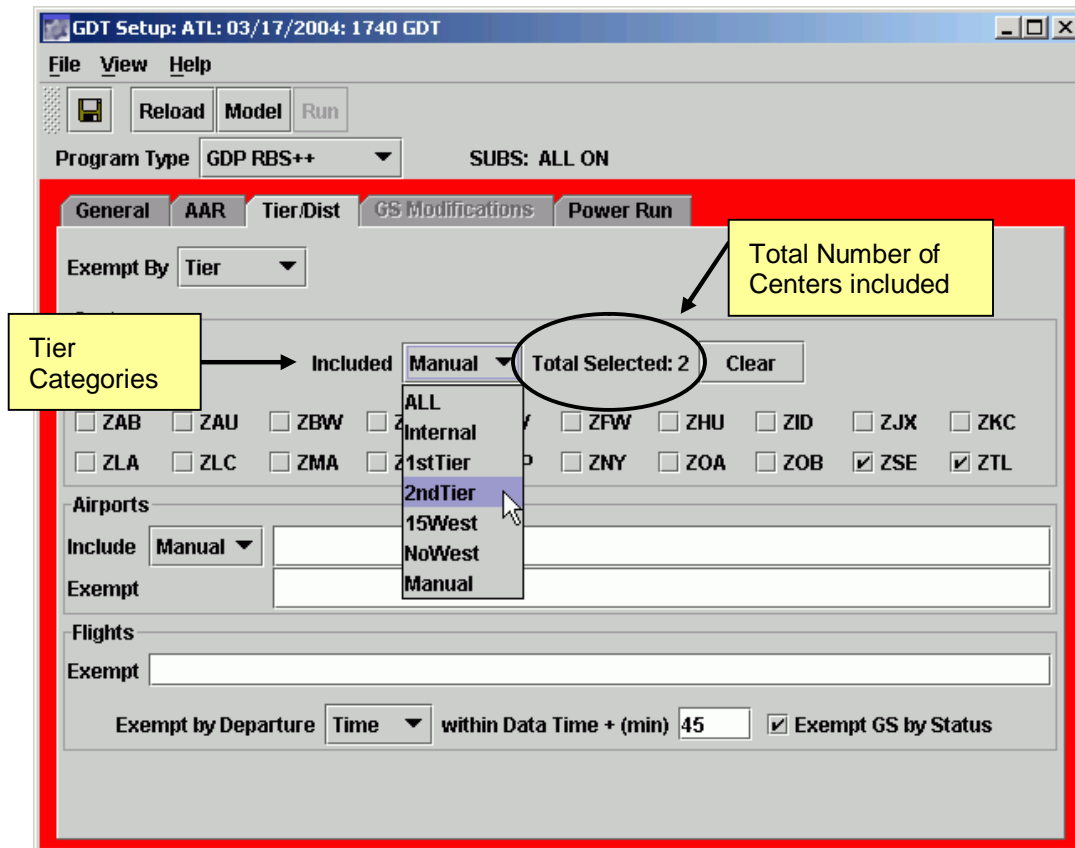 GDT Setup: ATL: 03/17/2004: 1740 GDT
File View Help
Reload Model Run
Program Type GDP RBS++ SUBS: ALL ON
General AAR Tier/Dist GS Modifications Power Run
Exempt By Tier
Total Number of
Centers included
Tier
Categories
Included Manual Total Selected: 2 Clear
ALL
Internal
1stTier
2ndTier
15West
NoWest
Manual
ZAB ZAU ZBW ZFW ZHU ZID ZJX ZKC
ZLA ZLC ZMA ZNY ZOA ZOB ZSE ZTL
Airports
Include Manual
Exempt
Flights
Exempt
Exempt by Departure Time within Data Time + (min) 45 Exempt GS by Status